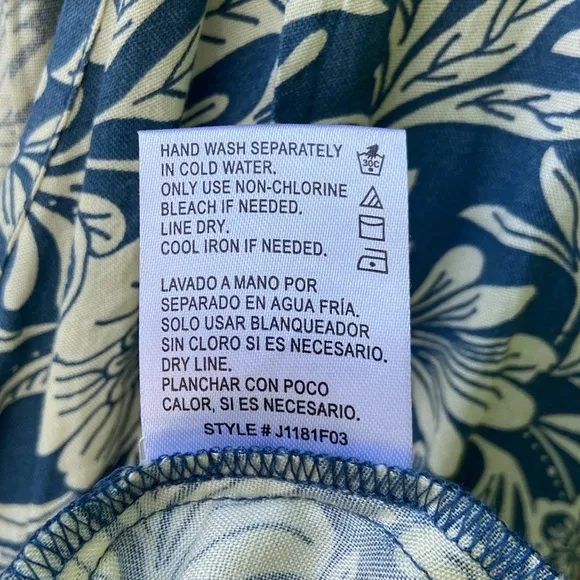 HAND WASH SEPARATELY
IN COLD WATER.
ONLY USE NON-CHLORINE
BLEACH IF NEEDED.
LINE DRY.
COOL IRON IF NEEDED.
30C
LAVADO A MANO POR
SEPARADO EN AGUA FRÍA.
SOLO USAR BLANQUEADOR
SIN CLORO SI ES NECESARIO.
DRY LINE.
PLANCHAR CON POCO
CALOR, SI ES NECESARIO.
STYLE # J1181F03